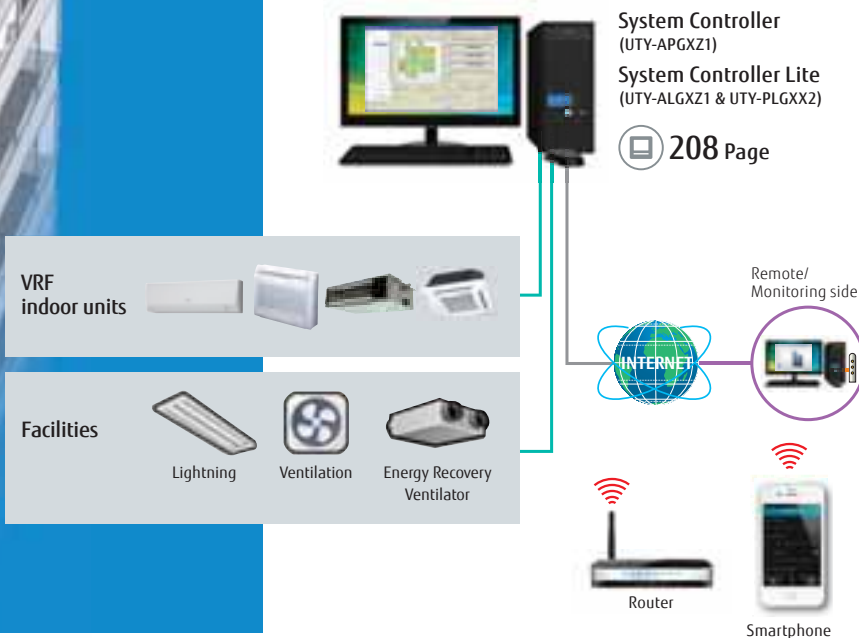 System Controller
(UTY-APGXZ1)
System Controller Lite
(UTY-ALGXZ1 & UTY-PLGXX2)
208 Page
VRF
indoor units
Remote/
Monitoring side
INTERNET
Facilities
Lightning
Ventilation
Energy Recovery
Ventilator
Router
Smartphone